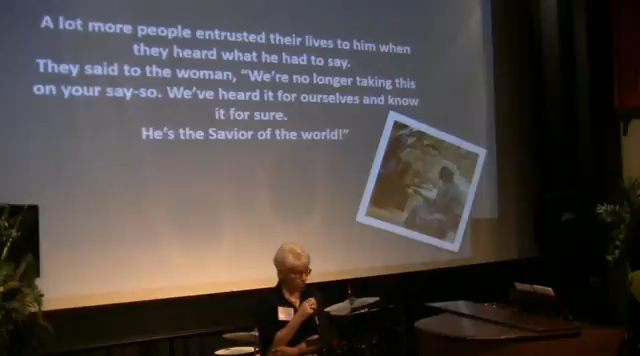 A lot more people entrusted their lives to him when
they heard what he had to say.
They said to the woman, “We’re no longer taking this
on your say-so. We’ve heard it for ourselves and know
it for sure.
He’s the Savior of the world!”